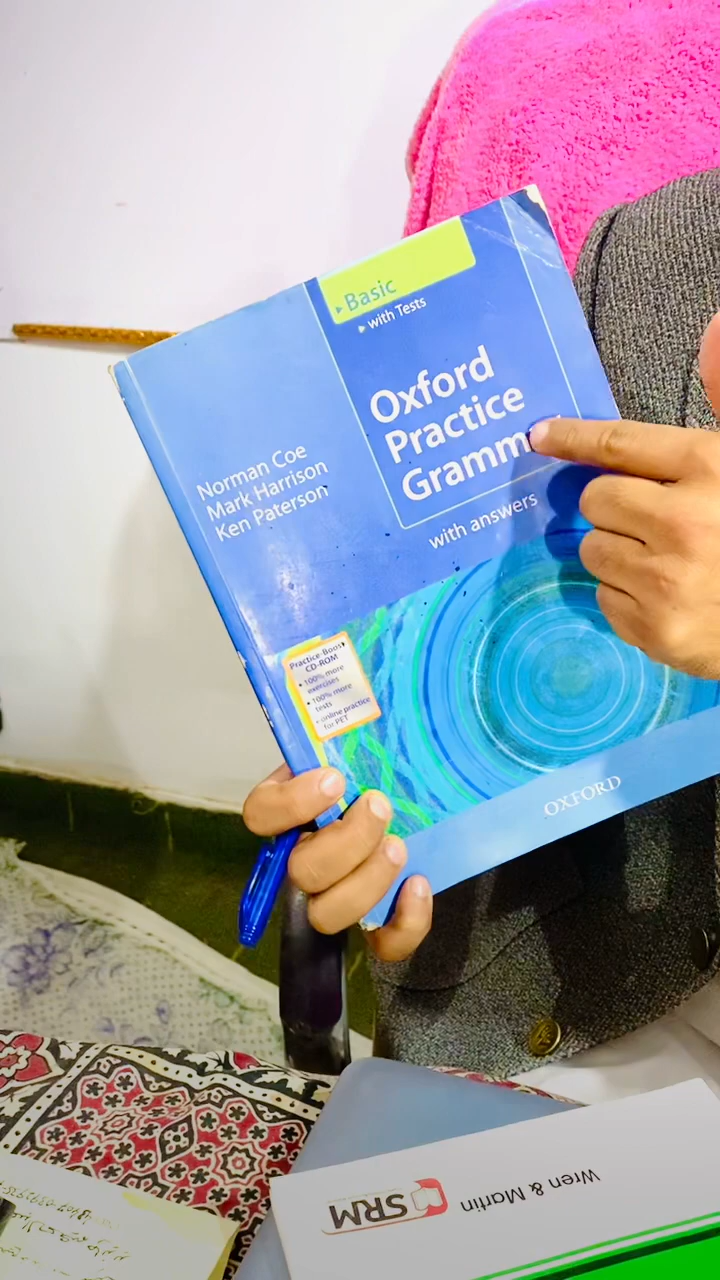 Basic
with Tests
Oxford
Practice
Gramm
with answers
Norman Coe
Mark Harrison
Ken Paterson
Practice-Boost
CD-ROM
• 100% more
exercises
• 100% more
tests
• online practice
for PET
OXFORD
Wren & Martin
SRM